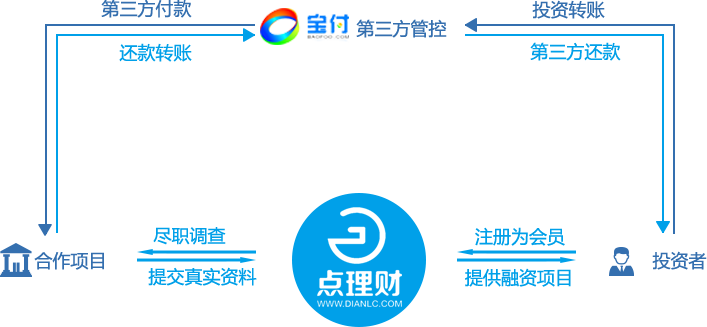 第三方付款
投资转账
宝付
BAOFOO.COM
第三方管控
还款转账
第三方还款
尽职调查
注册为会员
合作项目
投资者
提交真实资料
提供融资项目
点理财
WWW.DIANLC.COM